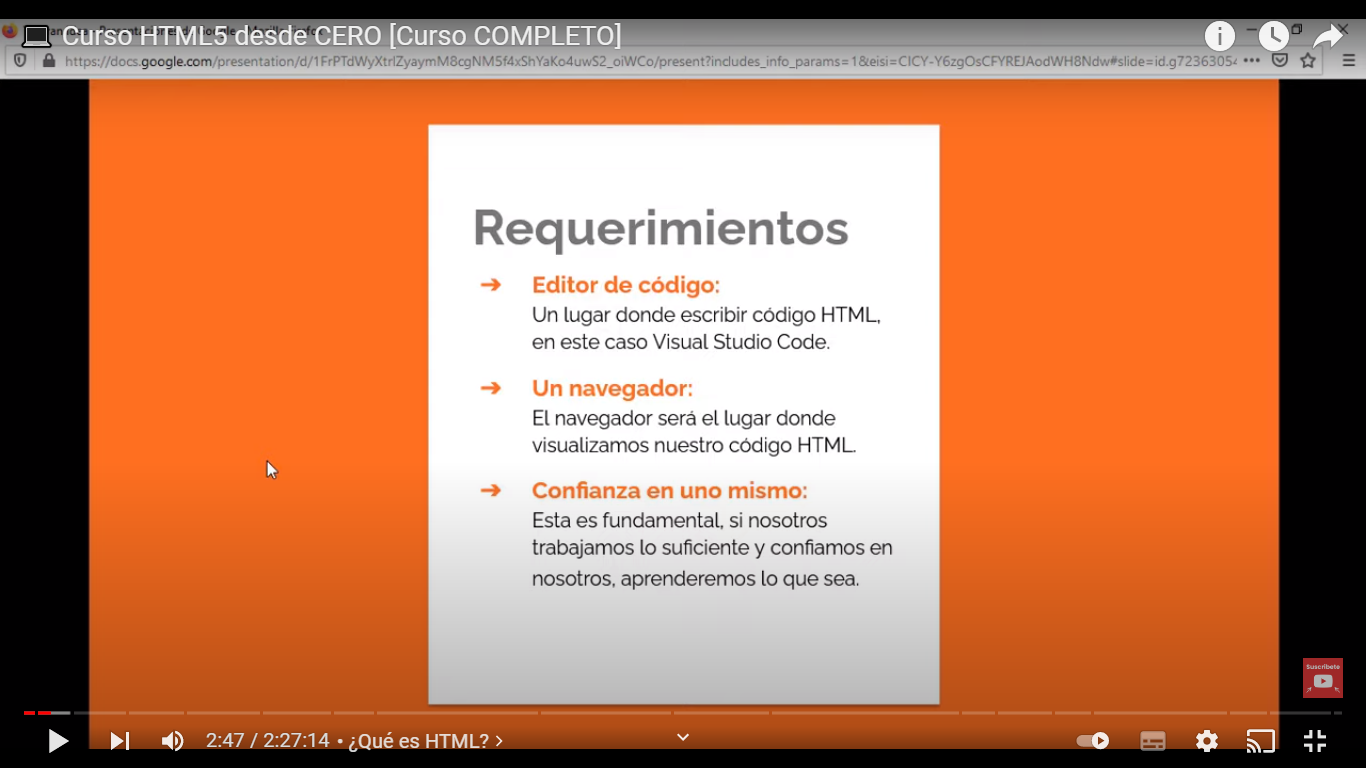 Curso HTML5 desde CERO [Curso COMPLETO]
https://docs.google.com/presentation/d/1FrPTdWyXtrlZyaymM8cgNM5f4xShYaKo4uwS2_oiWCo/present?includes_info_params=1&eisi=CICY-Y6zgOsCFYREJAodWH8Ndw#slide=id.g72363054
Requerimientos
➔ Editor de código:
Un lugar donde escribir código HTML,
en este caso Visual Studio Code.
➔ Un navegador:
El navegador será el lugar donde
visualizamos nuestro código HTML.
➔ Confianza en uno mismo:
Esta es fundamental, si nosotros
trabajamos lo suficiente y confiamos en
nosotros, aprenderemos lo que sea.
Suscríbete
2:47 / 2:27:14 • ¿Qué es HTML? >